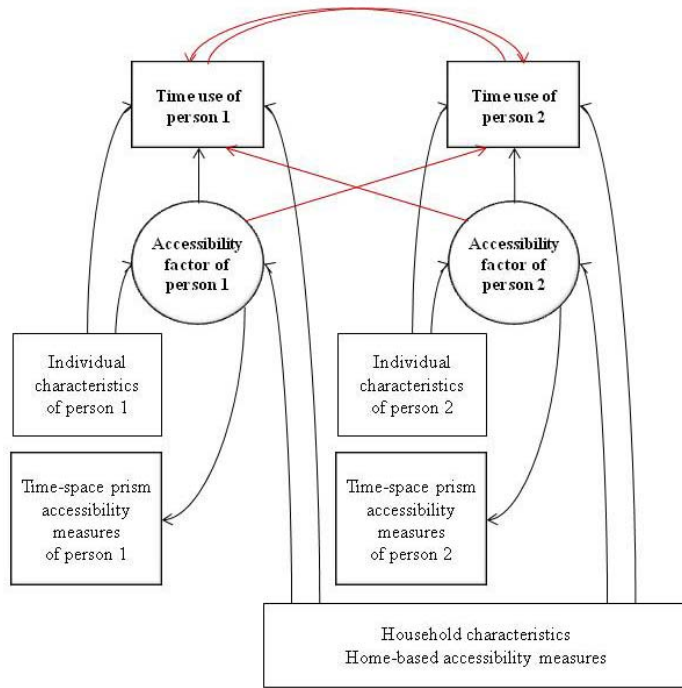 Time use of
person 1
Time use of
person 2
Accessibility
factor of
person 1
Accessibility
factor of
person 2
Individual
characteristics
of person 1
Individual
characteristics
of person 2
Time-space prism
accessibility
measures
of person 1
Time-space prism
accessibility
measures
of person 2
Household characteristics
Home-based accessibility measures